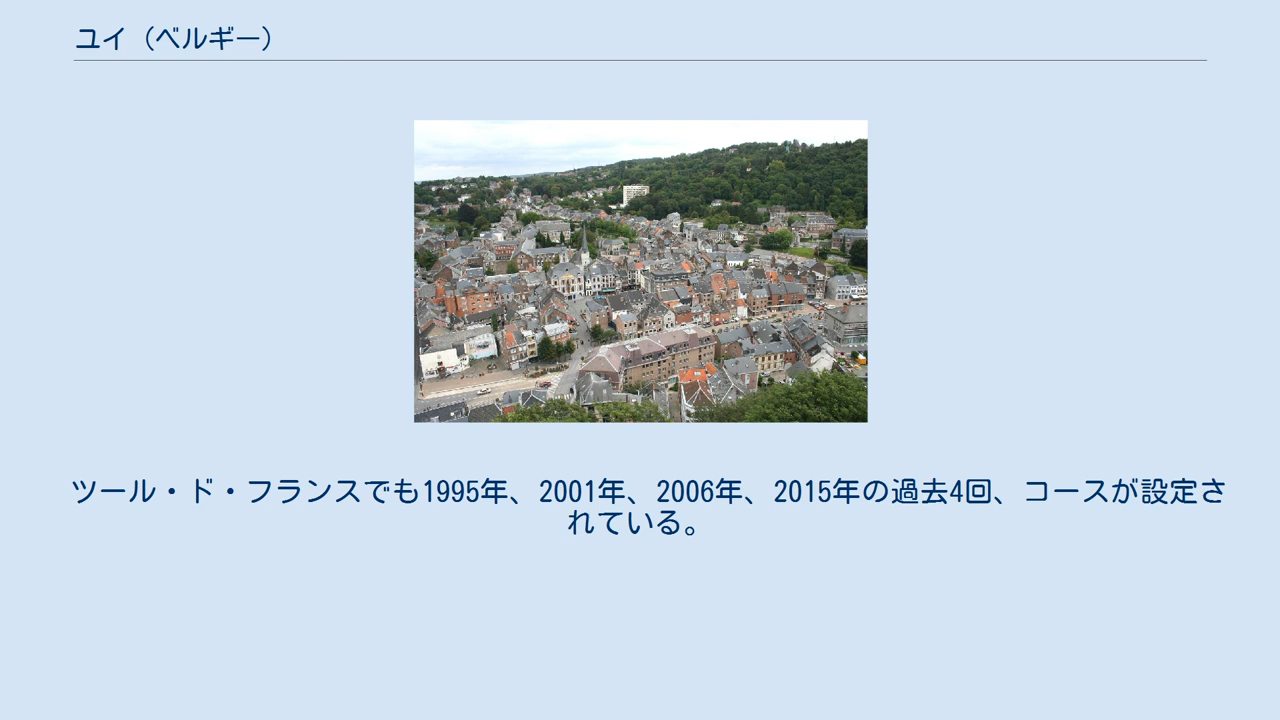 ユイ（ベルギー）
ツール・ド・フランスでも1995年、2001年、2006年、2015年の過去4回、コースが設定さ
れている。